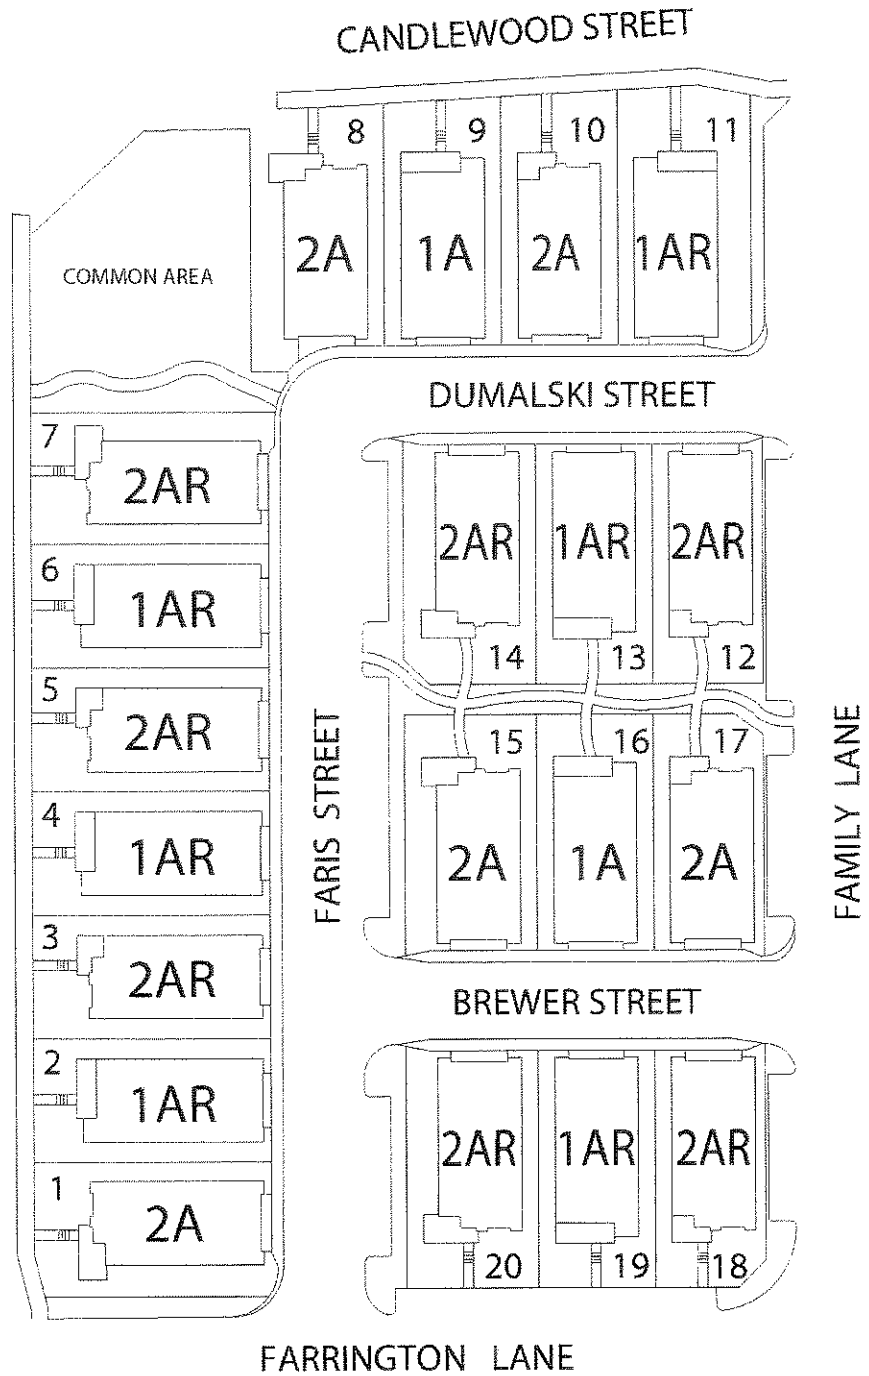 CANDLEWOOD STREET
8 9 10 11
2A 1A 2A 1AR
COMMON AREA
DUMALSKI STREET
7
2AR
6
1AR
5
2AR
4
1AR
3
2AR
2
1AR
1
2A
FARIS STREET
2AR 1AR 2AR
14 13 12
15 16 17
2A 1A 2A
FAMILY LANE
BREWER STREET
2AR 1AR 2AR
20 19 18
FARRINGTON LANE